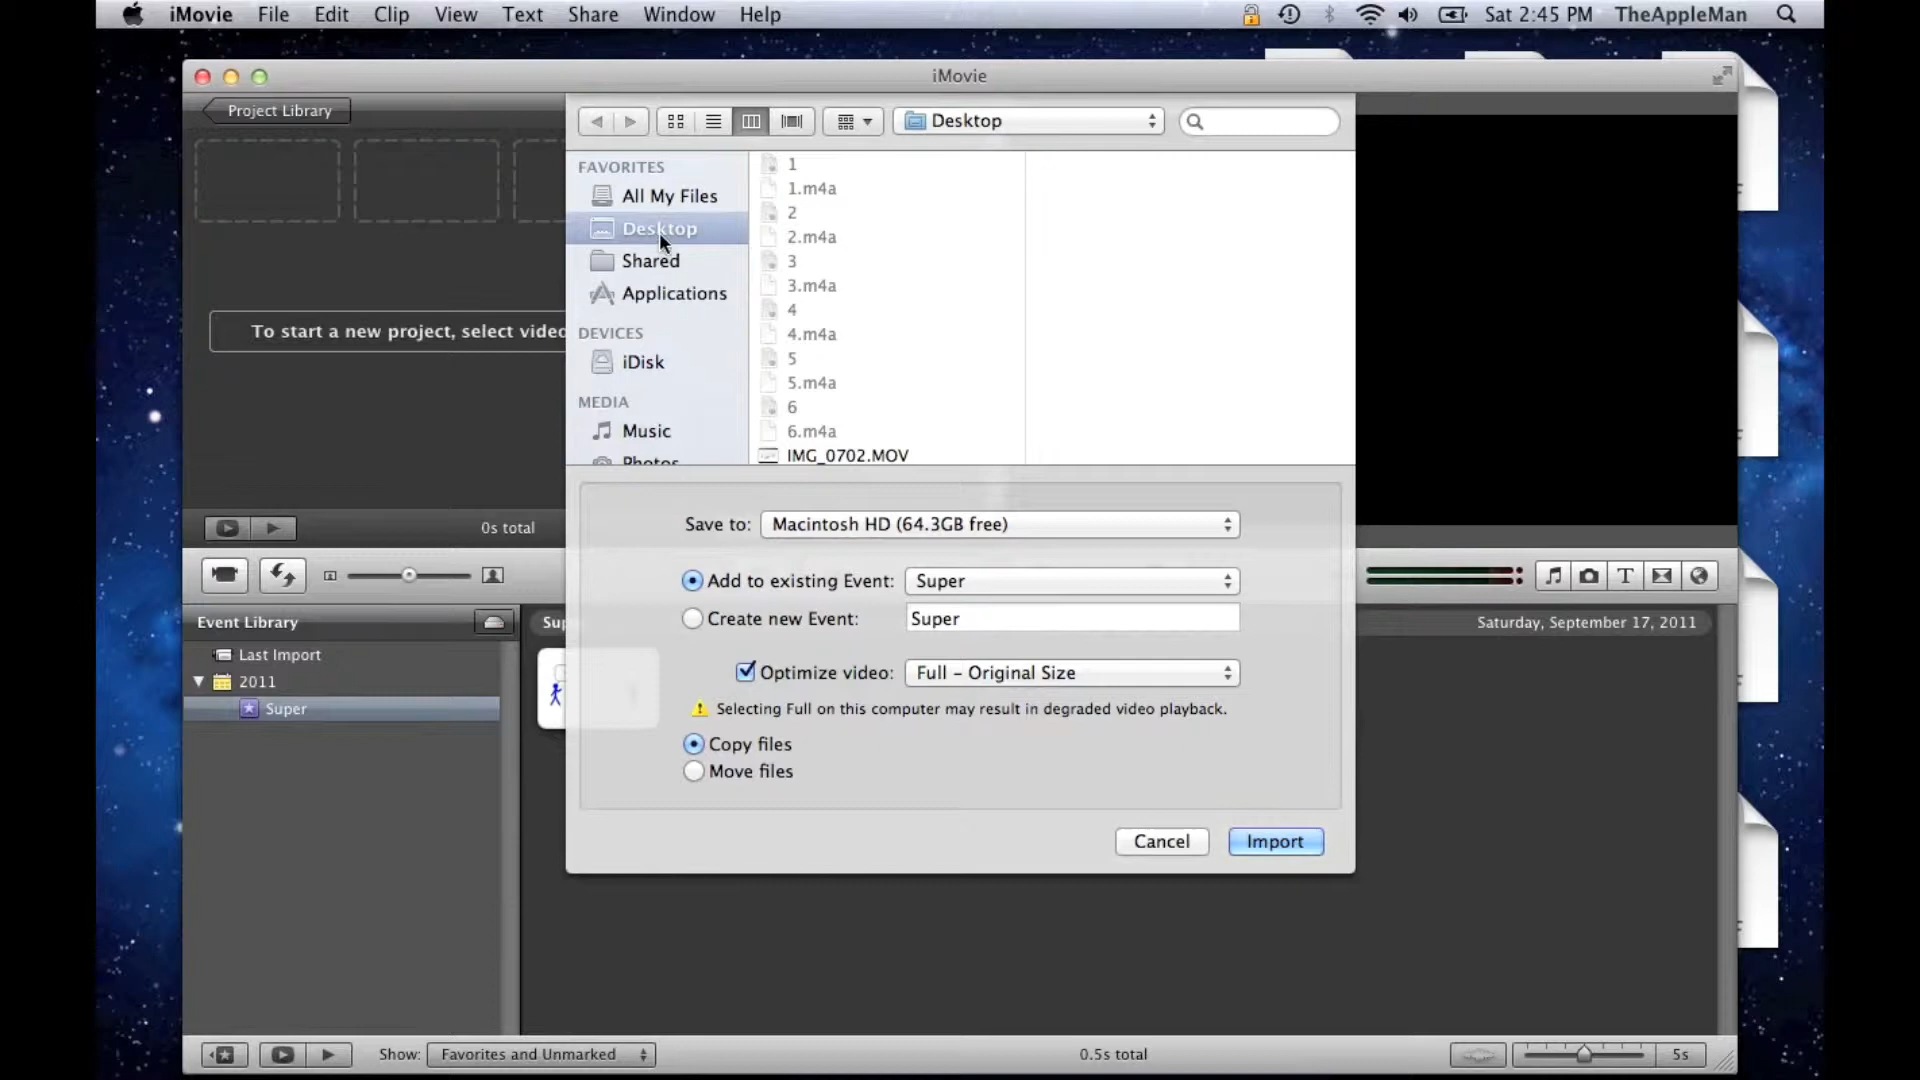 iMovie File Edit Clip View Text Share Window Help Sat 2:45 PM TheAppleMan
iMovie
Project Library
Desktop
FAVORITES
All My Files
Desktop
Shared
Applications
DEVICES
iDisk
MEDIA
Music
Photos
1
1.m4a
2
2.m4a
3
3.m4a
4
4.m4a
5
5.m4a
6
6.m4a
IMG_0702.MOV
To start a new project, select video
0s total
Save to: Macintosh HD (64.3GB free)
Add to existing Event: Super
Create new Event: Super
Optimize video: Full – Original Size
Selecting Full on this computer may result in degraded video playback.
Copy files
Move files
Cancel Import
Event Library
Last Import
2011
Super
Sup
Saturday, September 17, 2011
Show: Favorites and Unmarked 0.5s total 5s